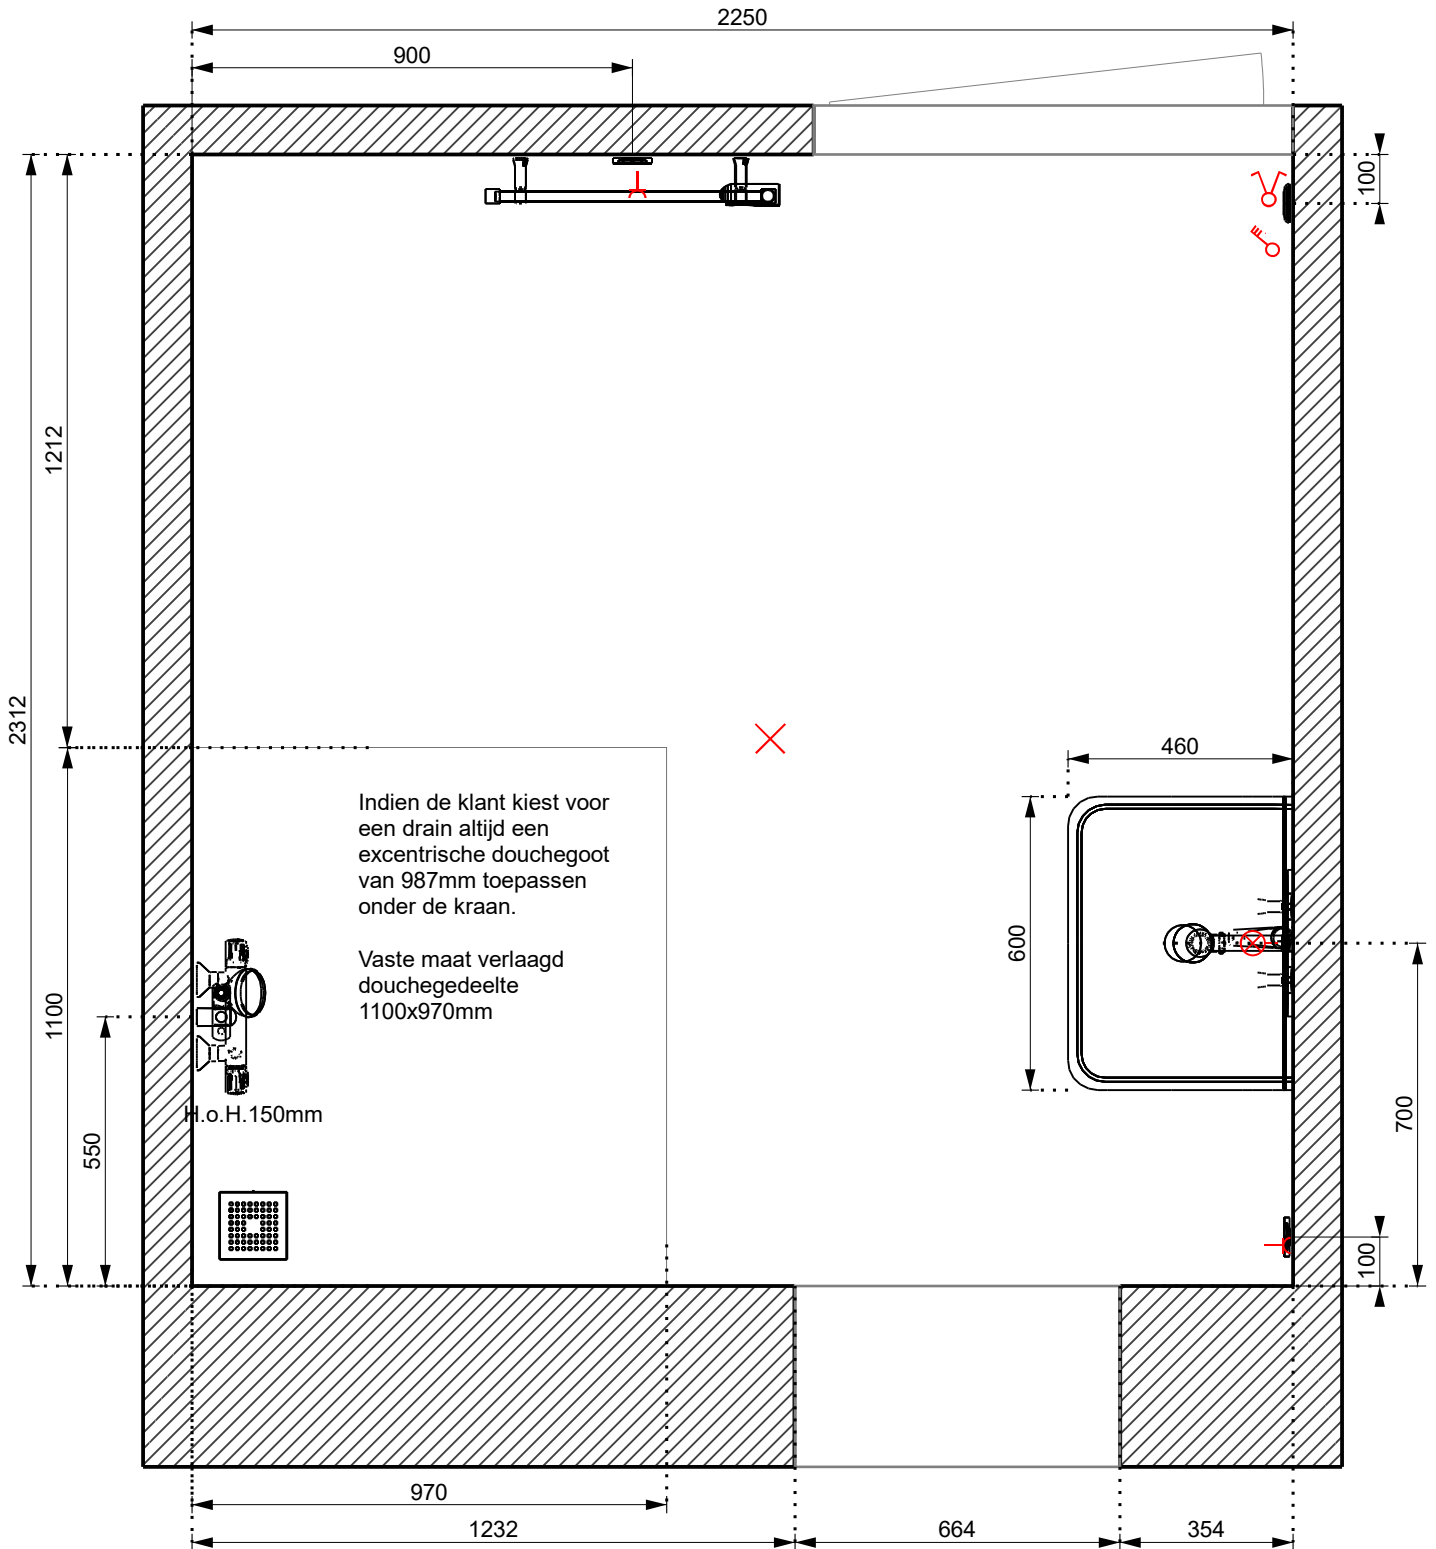 2250
900
100
1212
2312
460
Indien de klant kiest voor
een drain altijd een
excentrische douchegoot
van 987mm toepassen
onder de kraan.
Vaste maat verlaagd
douchegedeelte
1100x970mm
600
1100
H.o.H.150mm
550
700
100
970
1232
664
354